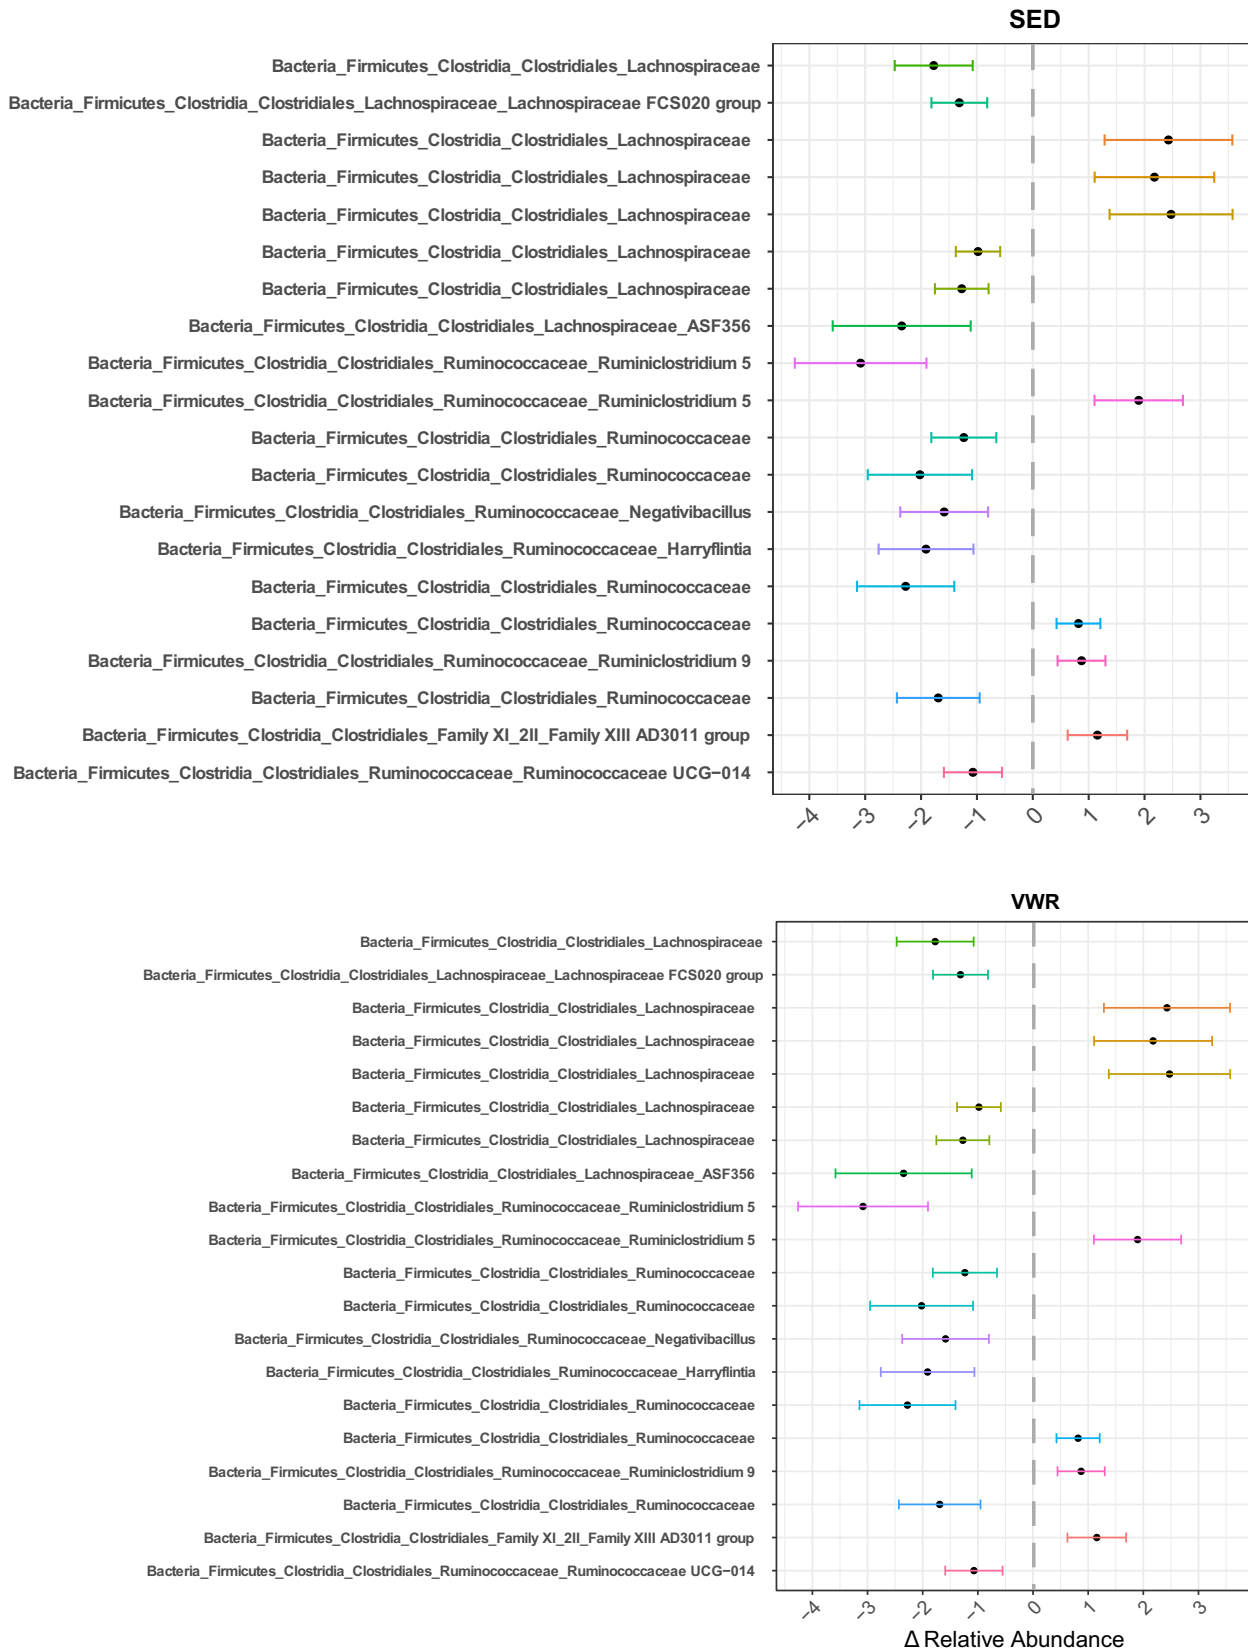 SED
Bacteria_Firmicutes_Clostridia_Clostridiales_Lachnospiraceae
Bacteria_Firmicutes_Clostridia_Clostridiales_Lachnospiraceae_Lachnospiraceae FCS020 group
Bacteria_Firmicutes_Clostridia_Clostridiales_Lachnospiraceae
Bacteria_Firmicutes_Clostridia_Clostridiales_Lachnospiraceae
Bacteria_Firmicutes_Clostridia_Clostridiales_Lachnospiraceae
Bacteria_Firmicutes_Clostridia_Clostridiales_Lachnospiraceae
Bacteria_Firmicutes_Clostridia_Clostridiales_Lachnospiraceae
Bacteria_Firmicutes_Clostridia_Clostridiales_Lachnospiraceae_ASF356
Bacteria_Firmicutes_Clostridia_Clostridiales_Ruminococcaceae_Ruminiclostridium 5
Bacteria_Firmicutes_Clostridia_Clostridiales_Ruminococcaceae_Ruminiclostridium 5
Bacteria_Firmicutes_Clostridia_Clostridiales_Ruminococcaceae
Bacteria_Firmicutes_Clostridia_Clostridiales_Ruminococcaceae
Bacteria_Firmicutes_Clostridia_Clostridiales_Ruminococcaceae_Negativibacillus
Bacteria_Firmicutes_Clostridia_Clostridiales_Ruminococcaceae_Harryflintia
Bacteria_Firmicutes_Clostridia_Clostridiales_Ruminococcaceae
Bacteria_Firmicutes_Clostridia_Clostridiales_Ruminococcaceae
Bacteria_Firmicutes_Clostridia_Clostridiales_Ruminococcaceae_Ruminiclostridium 9
Bacteria_Firmicutes_Clostridia_Clostridiales_Ruminococcaceae
Bacteria_Firmicutes_Clostridia_Clostridiales_Family XI_2II_Family XIII AD3011 group
Bacteria_Firmicutes_Clostridia_Clostridiales_Ruminococcaceae_Ruminococcaceae UCG−014
−4 −3 −2 −1 0 1 2 3
VWR
Bacteria_Firmicutes_Clostridia_Clostridiales_Lachnospiraceae
Bacteria_Firmicutes_Clostridia_Clostridiales_Lachnospiraceae_Lachnospiraceae FCS020 group
Bacteria_Firmicutes_Clostridia_Clostridiales_Lachnospiraceae
Bacteria_Firmicutes_Clostridia_Clostridiales_Lachnospiraceae
Bacteria_Firmicutes_Clostridia_Clostridiales_Lachnospiraceae
Bacteria_Firmicutes_Clostridia_Clostridiales_Lachnospiraceae
Bacteria_Firmicutes_Clostridia_Clostridiales_Lachnospiraceae
Bacteria_Firmicutes_Clostridia_Clostridiales_Lachnospiraceae_ASF356
Bacteria_Firmicutes_Clostridia_Clostridiales_Ruminococcaceae_Ruminiclostridium 5
Bacteria_Firmicutes_Clostridia_Clostridiales_Ruminococcaceae_Ruminiclostridium 5
Bacteria_Firmicutes_Clostridia_Clostridiales_Ruminococcaceae
Bacteria_Firmicutes_Clostridia_Clostridiales_Ruminococcaceae
Bacteria_Firmicutes_Clostridia_Clostridiales_Ruminococcaceae_Negativibacillus
Bacteria_Firmicutes_Clostridia_Clostridiales_Ruminococcaceae_Harryflintia
Bacteria_Firmicutes_Clostridia_Clostridiales_Ruminococcaceae
Bacteria_Firmicutes_Clostridia_Clostridiales_Ruminococcaceae
Bacteria_Firmicutes_Clostridia_Clostridiales_Ruminococcaceae_Ruminiclostridium 9
Bacteria_Firmicutes_Clostridia_Clostridiales_Ruminococcaceae
Bacteria_Firmicutes_Clostridia_Clostridiales_Family XI_2II_Family XIII AD3011 group
Bacteria_Firmicutes_Clostridia_Clostridiales_Ruminococcaceae_Ruminococcaceae UCG−014
−4 −3 −2 −1 0 1 2 3
Δ Relative Abundance